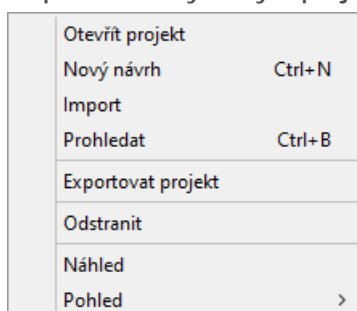 Otevřít projekt
Nový návrh Ctrl+N
Import
Prohledat Ctrl+B
Exportovat projekt
Odstranit
Náhled
Pohled >